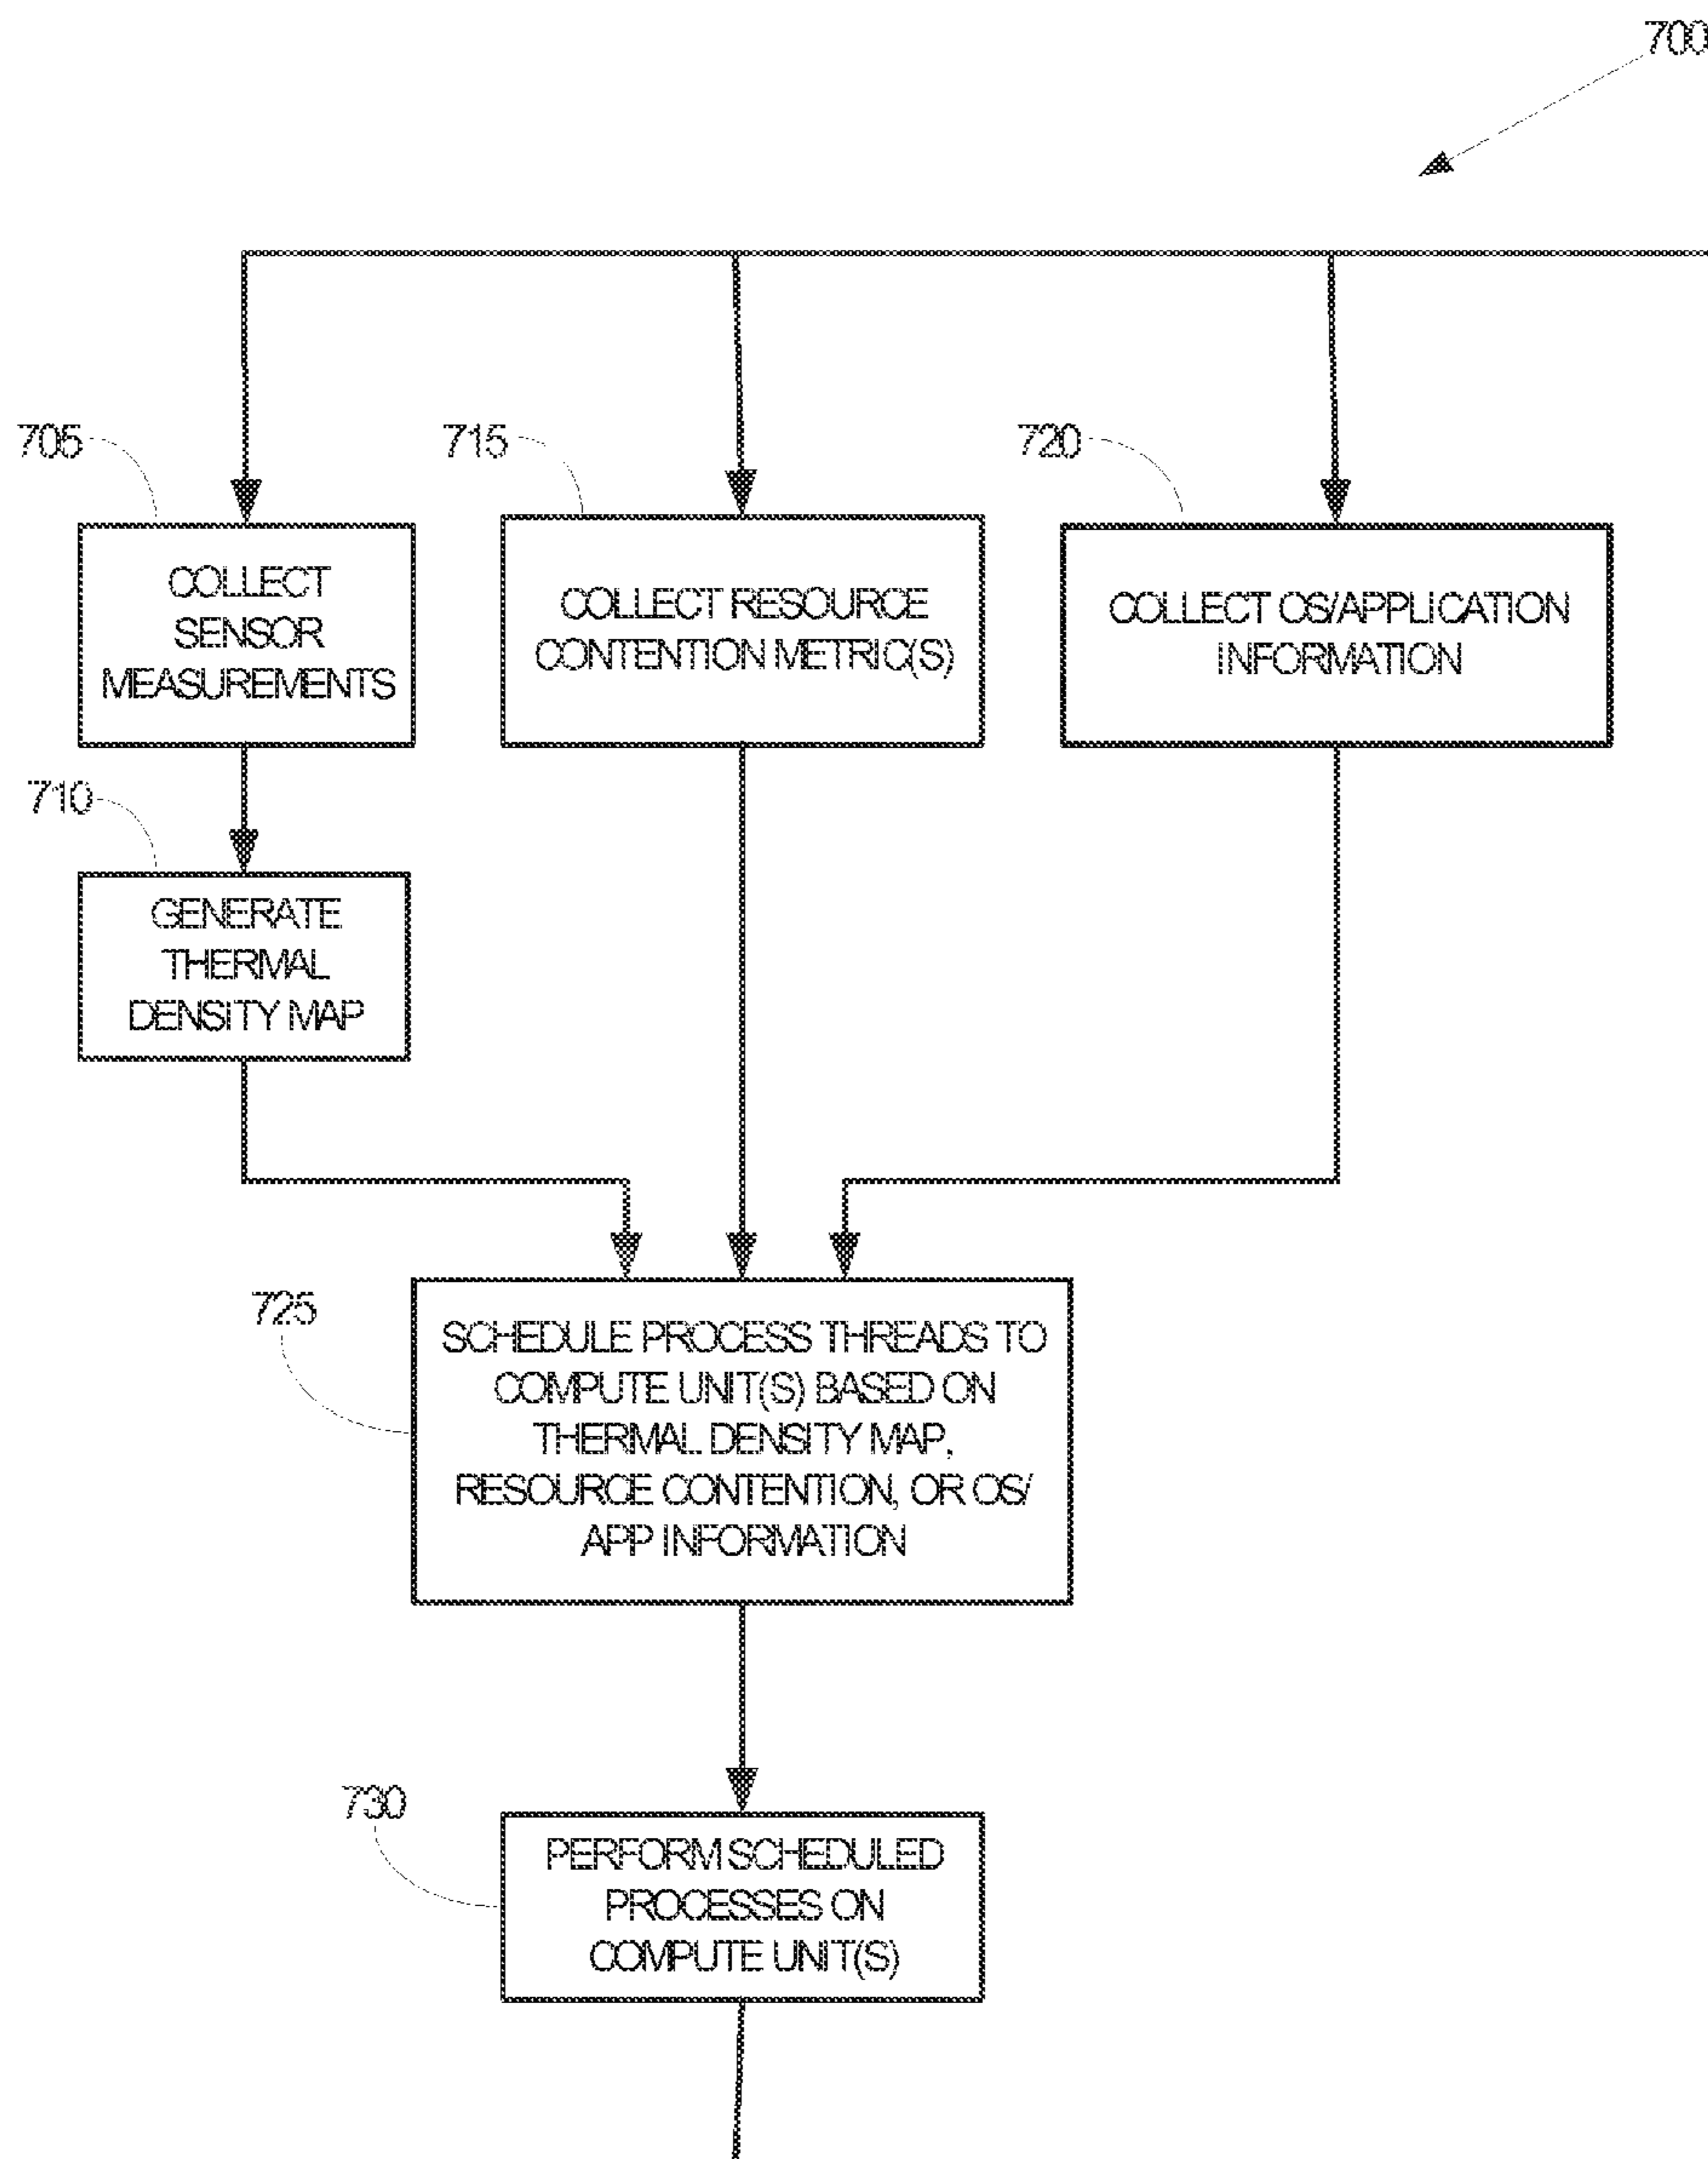 700
705
715
720
COLLECT
SENSOR
MEASUREMENTS
COLLECT RESOURCE
CONTENTION METRIC(S)
COLLECT OS/APPLICATION
INFORMATION
710
GENERATE
THERMAL
DENSITY MAP
725
SCHEDULE PROCESS THREADS TO
COMPUTE UNIT(S) BASED ON
THERMAL DENSITY MAP,
RESOURCE CONTENTION, OR OS/
APP INFORMATION
730
PERFORM SCHEDULED
PROCESSES ON
COMPUTE UNIT(S)